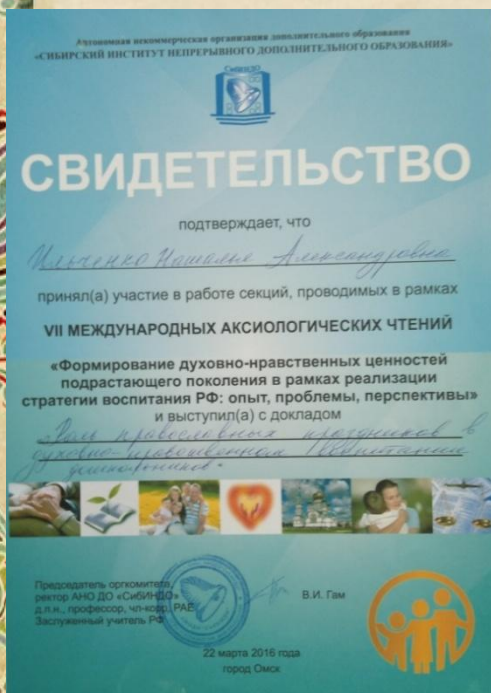 Автономная некоммерческая организация дополнительного образования
«СИБИРСКИЙ ИНСТИТУТ НЕПРЕРЫВНОГО ДОПОЛНИТЕЛЬНОГО ОБРАЗОВАНИЯ»
СибИНДО
СВИДЕТЕЛЬСТВО
подтверждает, что
Ильченко Наталья Александровна
принял(а) участие в работе секций, проводимых в рамках
VII МЕЖДУНАРОДНЫХ АКСИОЛОГИЧЕСКИХ ЧТЕНИЙ
«Формирование духовно-нравственных ценностей
подрастающего поколения в рамках реализации
стратегии воспитания РФ: опыт, проблемы, перспективы»
и выступил(а) с докладом
«Роль православных праздников в
духовно-нравственном воспитании
школьников»
Председатель оргкомитета,
ректор АНО ДО «СибИНДО»
д.п.н., профессор, чл-корр. РАЕ
Заслуженный учитель РФ
В.И. Гам
22 марта 2016 года
город Омск